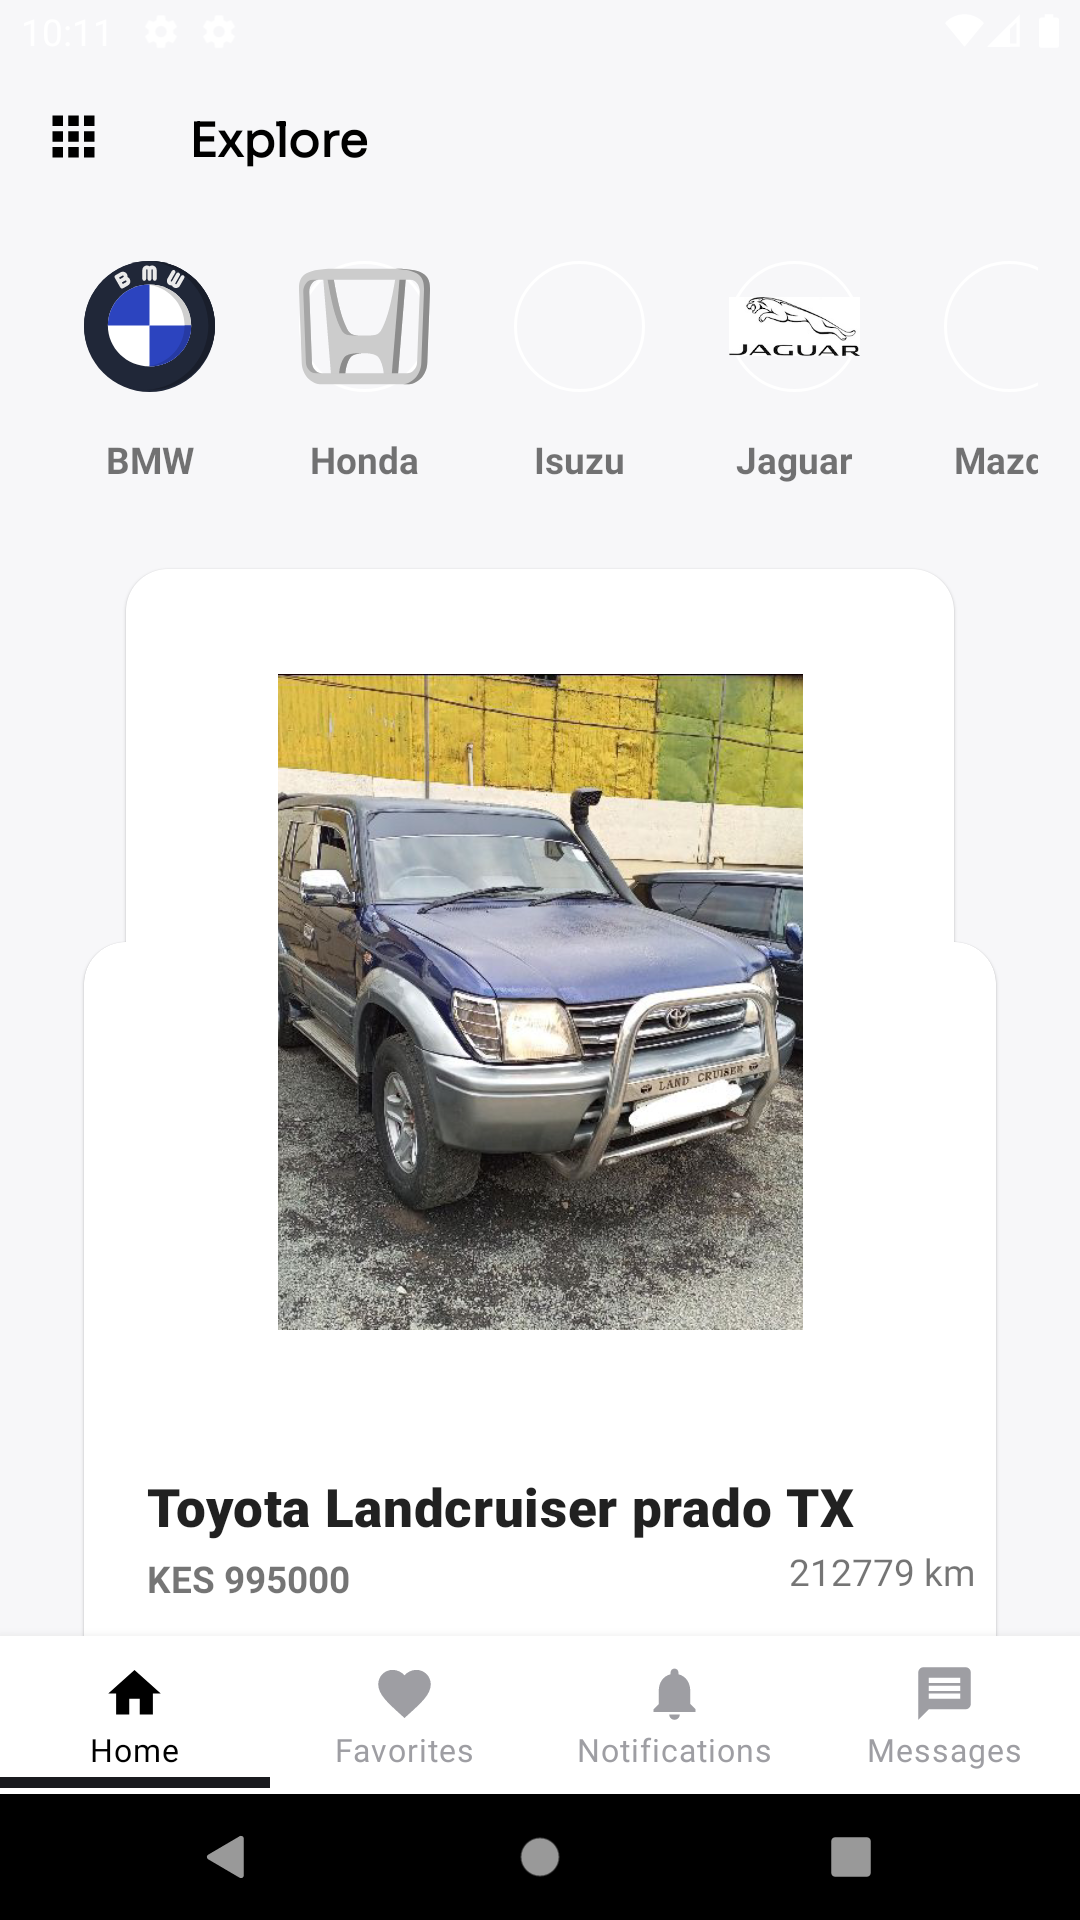 10:11
Explore
BMW
JAGUAR
BMW
Honda
Isuzu
Jaguar
Maz
LAND CRUISER
Toyota Landcruiser prado TX
KES 995000
212779 km
Home
Favorites
Notifications
Messages